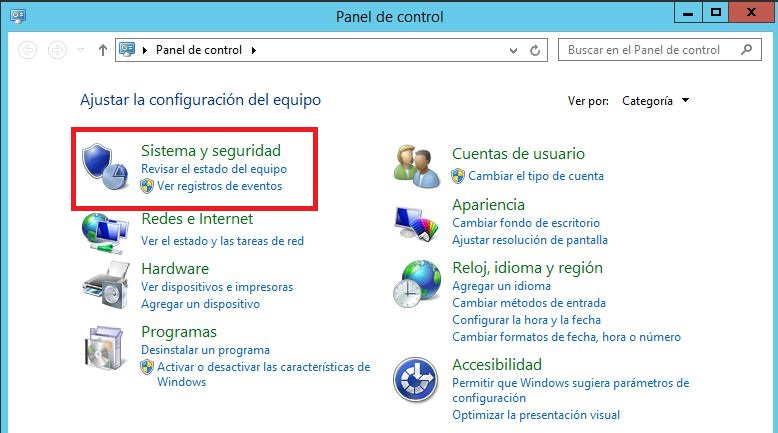 Panel de control
Panel de control
Buscar en el Panel de control
Ajustar la configuración del equipo
Ver por: Categoría
Sistema y seguridad
Revisar el estado del equipo
Ver registros de eventos
Redes e Internet
Ver el estado y las tareas de red
Hardware
Ver dispositivos e impresoras
Agregar un dispositivo
Programas
Desinstalar un programa
Activar o desactivar las características de
Windows
Cuentas de usuario
Cambiar el tipo de cuenta
Apariencia
Cambiar fondo de escritorio
Ajustar resolución de pantalla
Reloj, idioma y región
Agregar un idioma
Cambiar métodos de entrada
Configurar la hora y la fecha
Cambiar formatos de fecha, hora o número
Accesibilidad
Permitir que Windows sugiera parámetros de
configuración
Optimizar la presentación visual